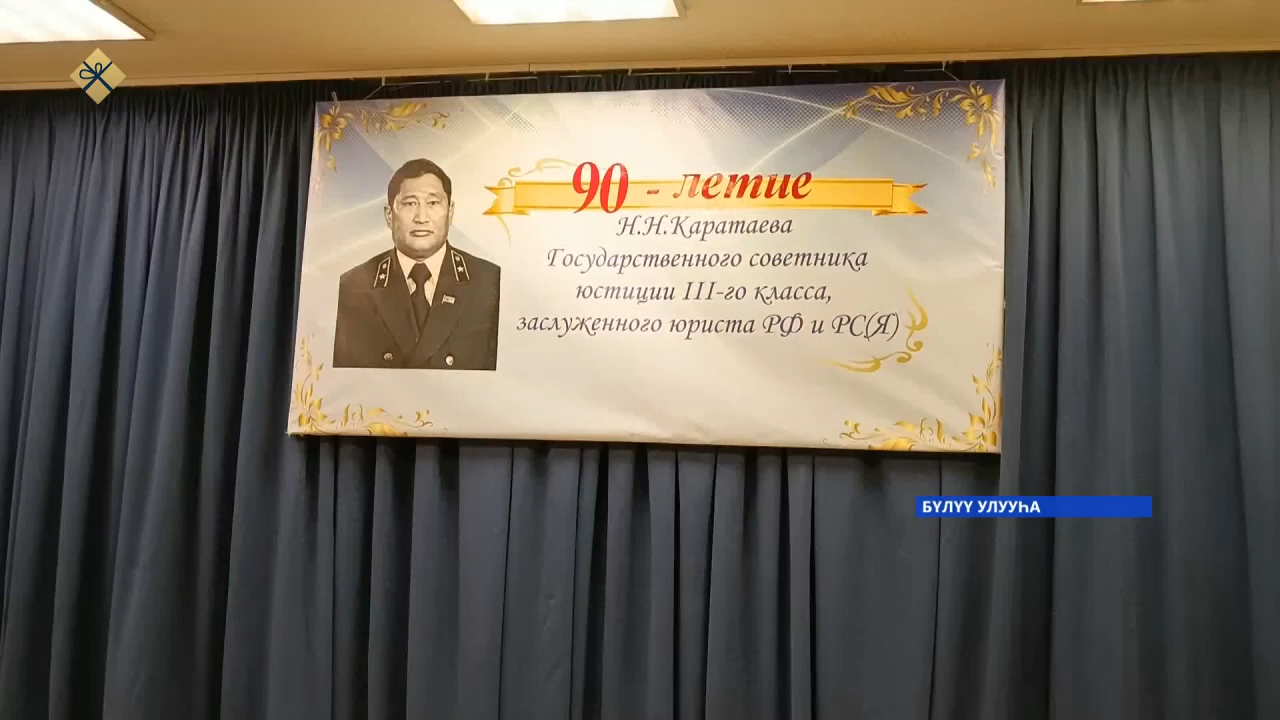 90 - летие
Н.Н.Каратаева
Государственного советника
юстиции III-го класса,
заслуженного юриста РФ и РС(Я)
БҮЛҮҮ УЛУУҺА